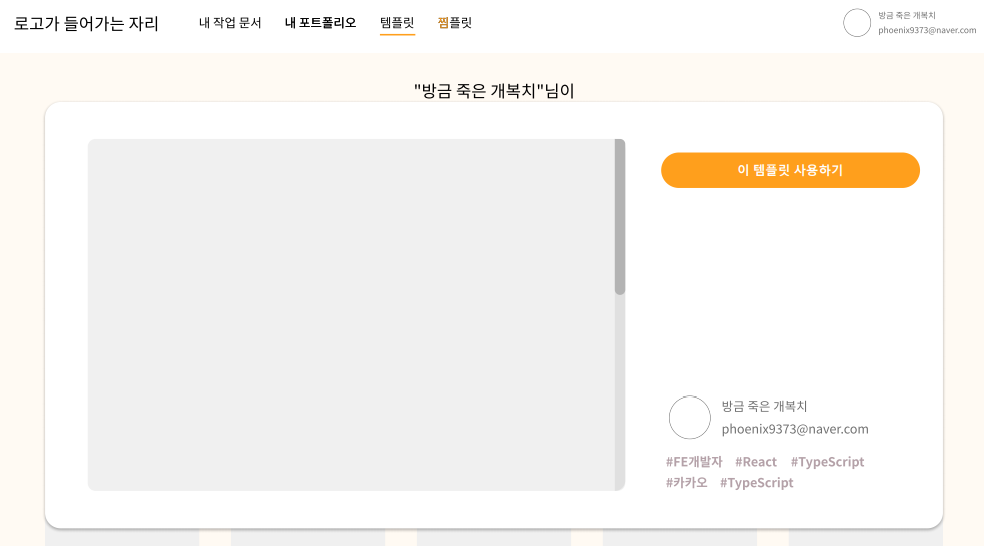 로고가 들어가는 자리
내 작업 문서 내 포트폴리오 템플릿 찜플릿
방금 죽은 개복치
phoenix9373@naver.com
"방금 죽은 개복치"님이
이 템플릿 사용하기
방금 죽은 개복치
phoenix9373@naver.com
#FE개발자 #React #TypeScript
#카카오 #TypeScript